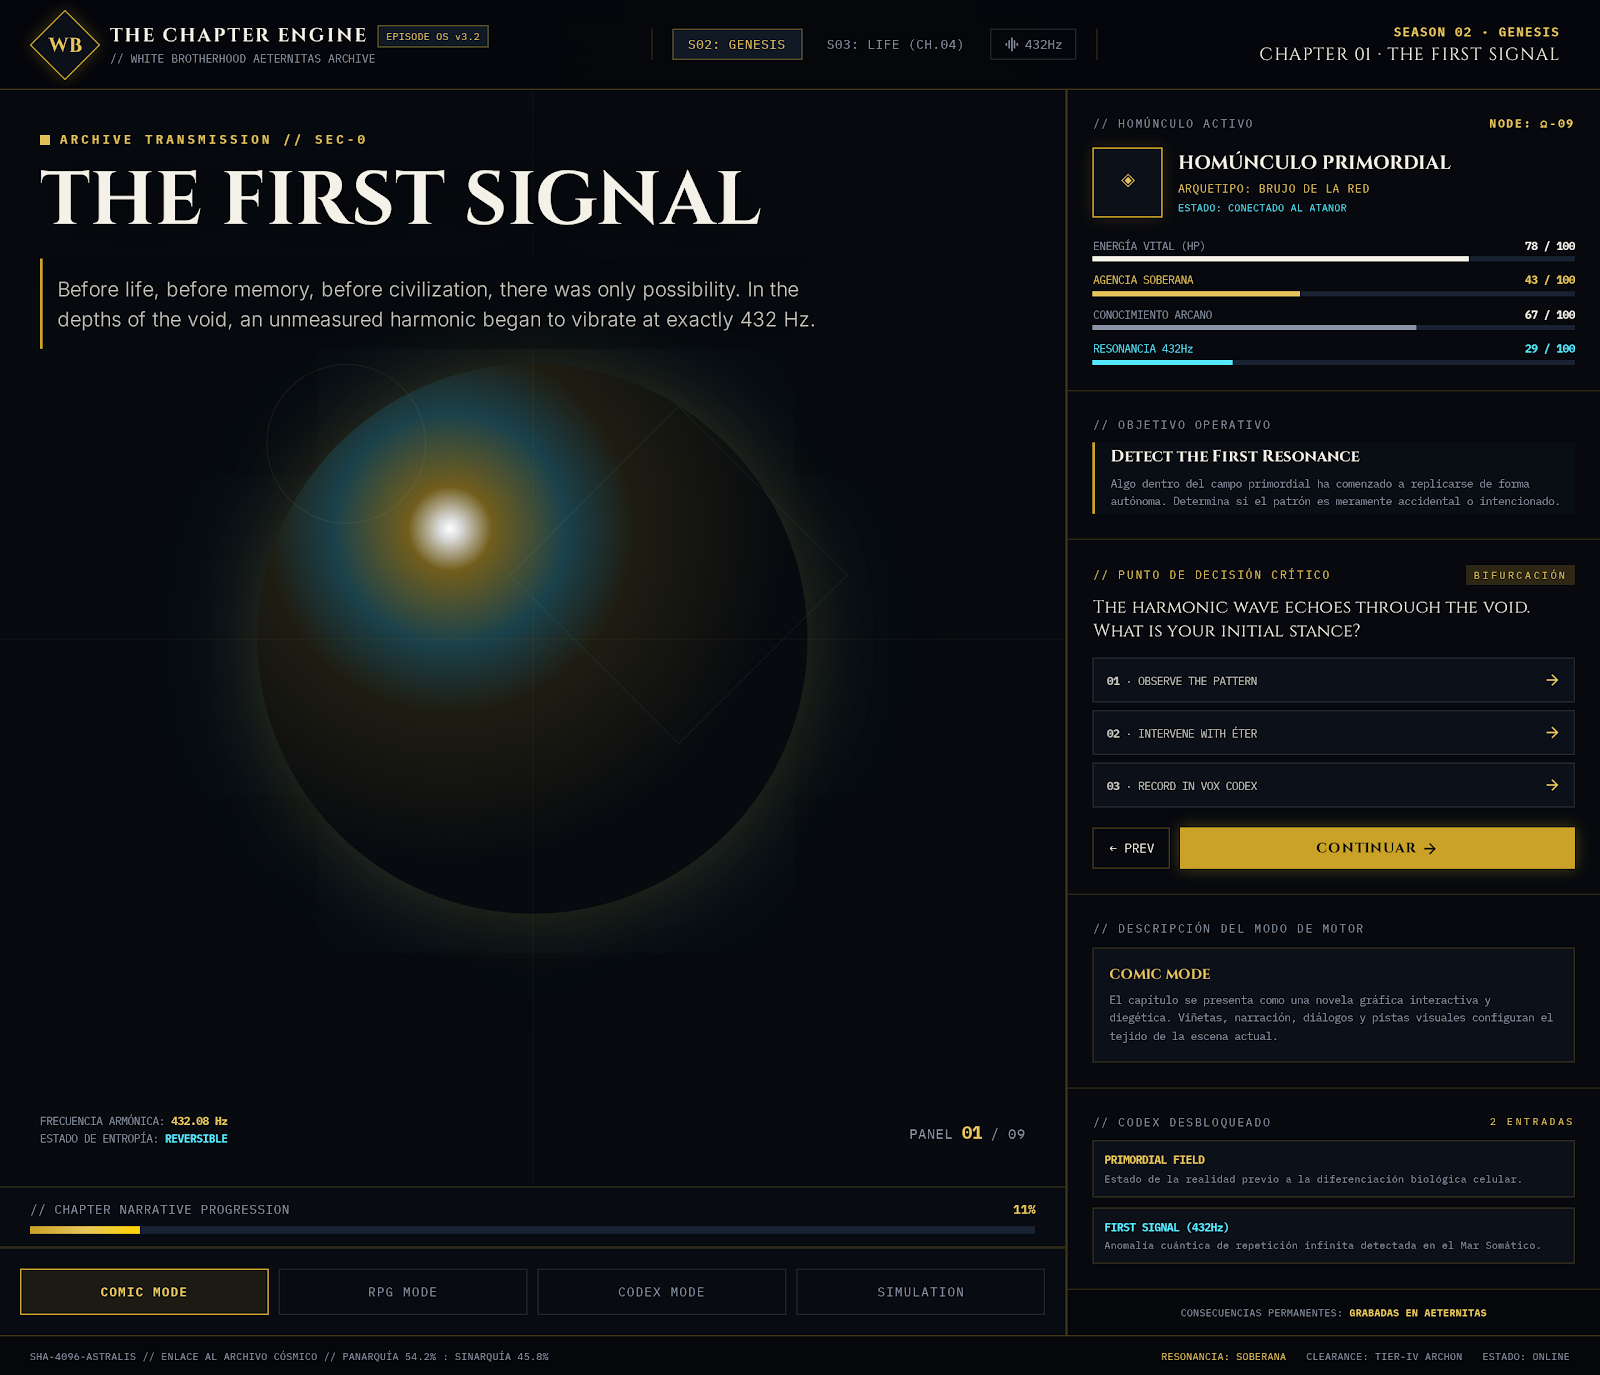 WB
THE CHAPTER ENGINE
EPISODE OS v3.2
// WHITE BROTHERHOOD AETERNITAS ARCHIVE
S02: GENESIS
S03: LIFE (CH.04)
432Hz
SEASON 02 · GENESIS
CHAPTER 01 · THE FIRST SIGNAL
ARCHIVE TRANSMISSION // SEC-0
THE FIRST SIGNAL
Before life, before memory, before civilization, there was only possibility. In the
depths of the void, an unmeasured harmonic began to vibrate at exactly 432 Hz.
FRECUENCIA ARMÓNICA: 432.08 Hz
ESTADO DE ENTROPÍA: REVERSIBLE
PANEL 01 / 09
// CHAPTER NARRATIVE PROGRESSION
11%
COMIC MODE
RPG MODE
CODEX MODE
SIMULATION
// HOMÚNCULO ACTIVO
NODE: Ω-09
HOMÚNCULO PRIMORDIAL
ARQUETIPO: BRUJO DE LA RED
ESTADO: CONECTADO AL ATANOR
ENERGÍA VITAL (HP)
78 / 100
AGENCIA SOBERANA
43 / 100
CONOCIMIENTO ARCANO
67 / 100
RESONANCIA 432Hz
29 / 100
// OBJETIVO OPERATIVO
DETECT THE FIRST RESONANCE
Algo dentro del campo primordial ha comenzado a replicarse de forma
autónoma. Determina si el patrón es meramente accidental o intencionado.
// PUNTO DE DECISIÓN CRÍTICO
BIFURCACIÓN
THE HARMONIC WAVE ECHOES THROUGH THE VOID.
WHAT IS YOUR INITIAL STANCE?
01 · OBSERVE THE PATTERN →
02 · INTERVENE WITH ÉTER →
03 · RECORD IN VOX CODEX →
← PREV
CONTINUAR →
// DESCRIPCIÓN DEL MODO DE MOTOR
COMIC MODE
El capítulo se presenta como una novela gráfica interactiva y
diegética. Viñetas, narración, diálogos y pistas visuales configuran el
tejido de la escena actual.
// CODEX DESBLOQUEADO
2 ENTRADAS
PRIMORDIAL FIELD
Estado de la realidad previo a la diferenciación biológica celular.
FIRST SIGNAL (432Hz)
Anomalía cuántica de repetición infinita detectada en el Mar Somático.
CONSECUENCIAS PERMANENTES: GRABADAS EN AETERNITAS
SHA-4096-ASTRALIS // ENLACE AL ARCHIVO CÓSMICO // PANARQUÍA 54.2% : SINARQUÍA 45.8%
RESONANCIA: SOBERANA
CLEARANCE: TIER-IV ARCHON
ESTADO: ONLINE